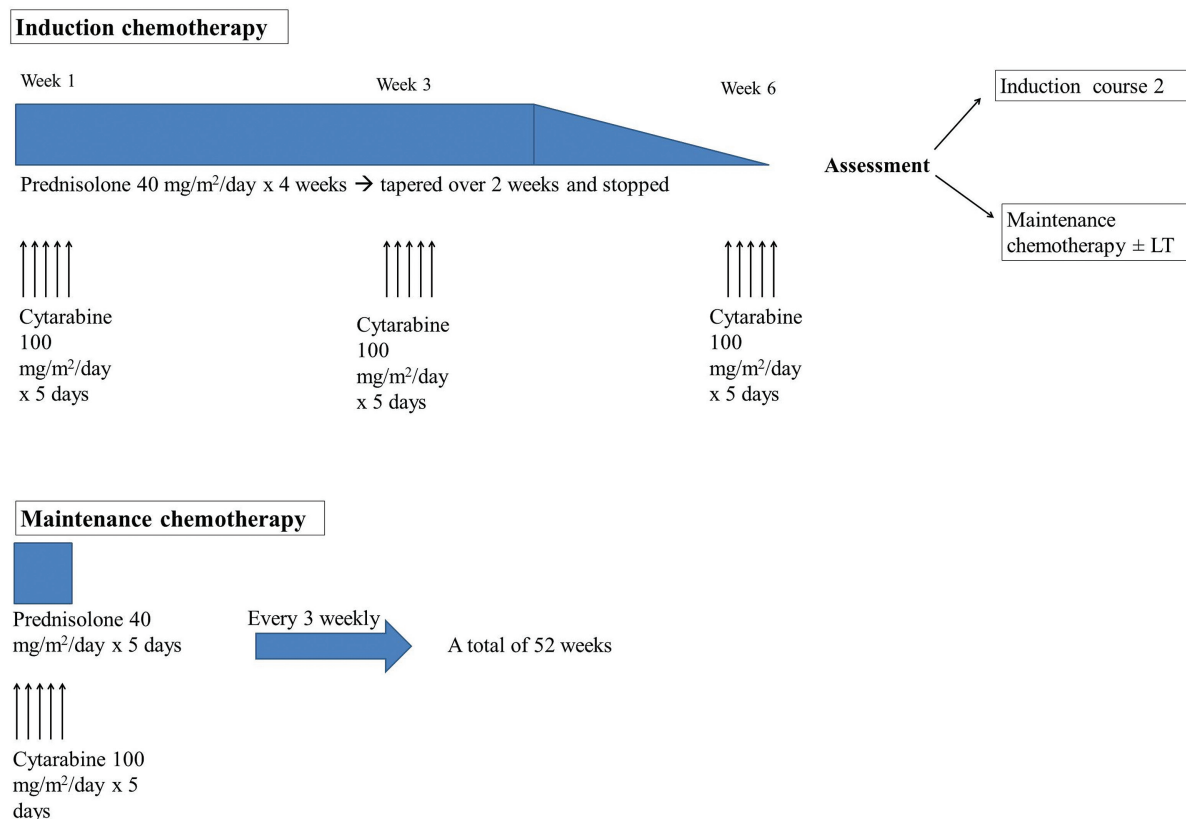 Induction chemotherapy
Week 1
Week 3
Week 6
Prednisolone 40 mg/m²/day x 4 weeks → tapered over 2 weeks and stopped
Assessment
Induction course 2
Maintenance
chemotherapy ± LT
Cytarabine
100
mg/m²/day
x 5 days
Cytarabine
100
mg/m²/day
x 5 days
Cytarabine
100
mg/m²/day
x 5 days
Maintenance chemotherapy
Prednisolone 40
mg/m²/day x 5 days
Every 3 weekly
A total of 52 weeks
Cytarabine 100
mg/m²/day x 5
days